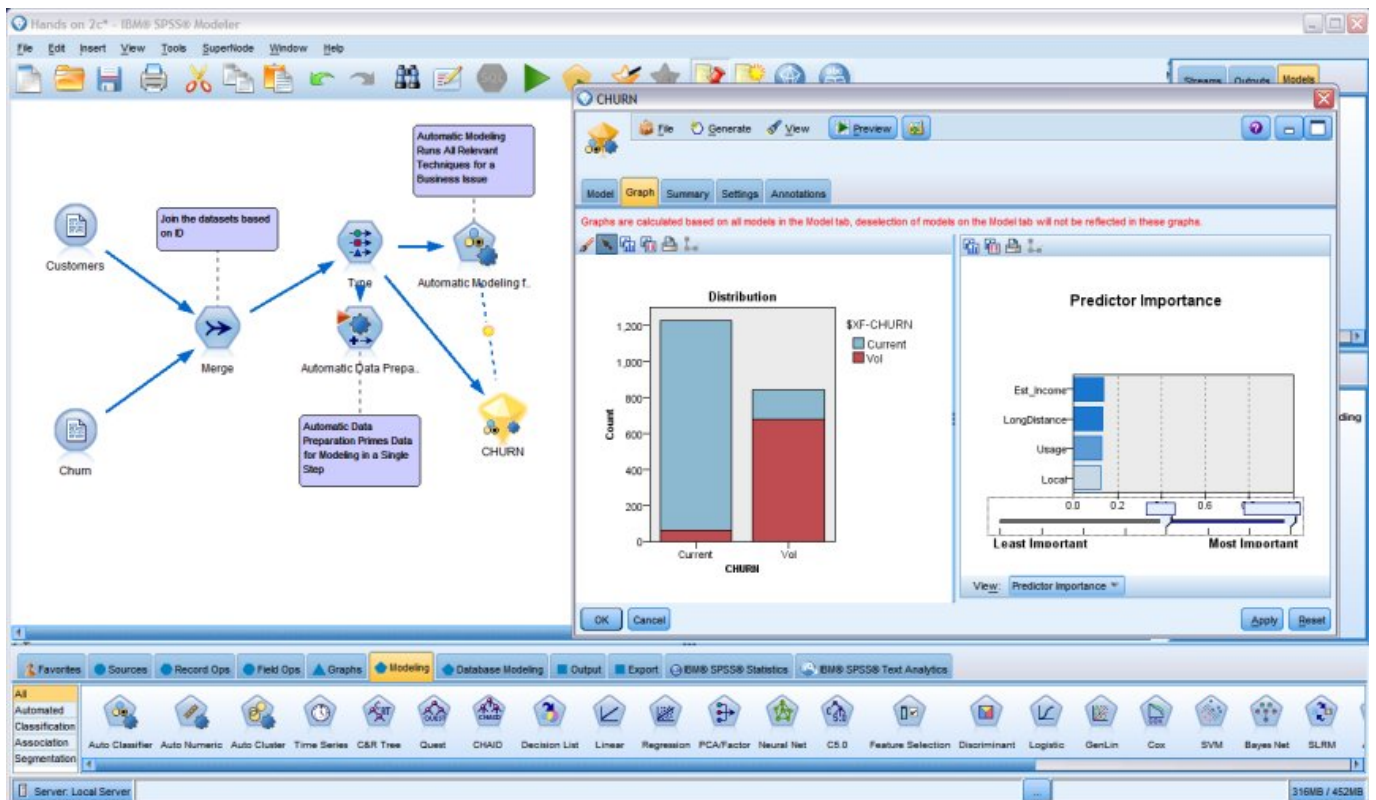 Hands on 2c* - IBM® SPSS® Modeler
File Edit Insert View Tools SuperNode Window Help
SQL
Streams Outputs Models
Automatic Modeling
Runs All Relevant
Techniques for a
Business Issue
Join the datasets based
on ID
Customers
Type
Automatic Modeling f..
Merge
Automatic Data Prepa..
Automatic Data
Preparation Primes Data
for Modeling in a Single
Step
CHURN
Churn
CHURN
File Generate View Preview
Model Graph Summary Settings Annotations
Graphs are calculated based on all models in the Model tab, deselection of models on the Model tab will not be reflected in these graphs.
Distribution
1,200
1,000
800
600
400
200
0
Count
Current Vol
CHURN
$XF-CHURN
Current
Vol
Predictor Importance
Est_Income
LongDistance
Usage
Local
0.0 0.2 0.6
Least Important Most Important
View: Predictor Importance
OK Cancel Apply Reset
ding
Favorites Sources Record Ops Field Ops Graphs Modeling Database Modeling Output Export IBM® SPSS® Statistics IBM® SPSS® Text Analytics
All
Automated
Classification
Association
Segmentation
Auto Classifier Auto Numeric Auto Cluster Time Series C&R Tree Quest CHAID Decision List Linear Regression PCA/Factor Neural Net C5.0 Feature Selection Discriminant Logistic GenLin Cox SVM Bayes Net SLRM
Server: Local Server ... 316MB / 452MB